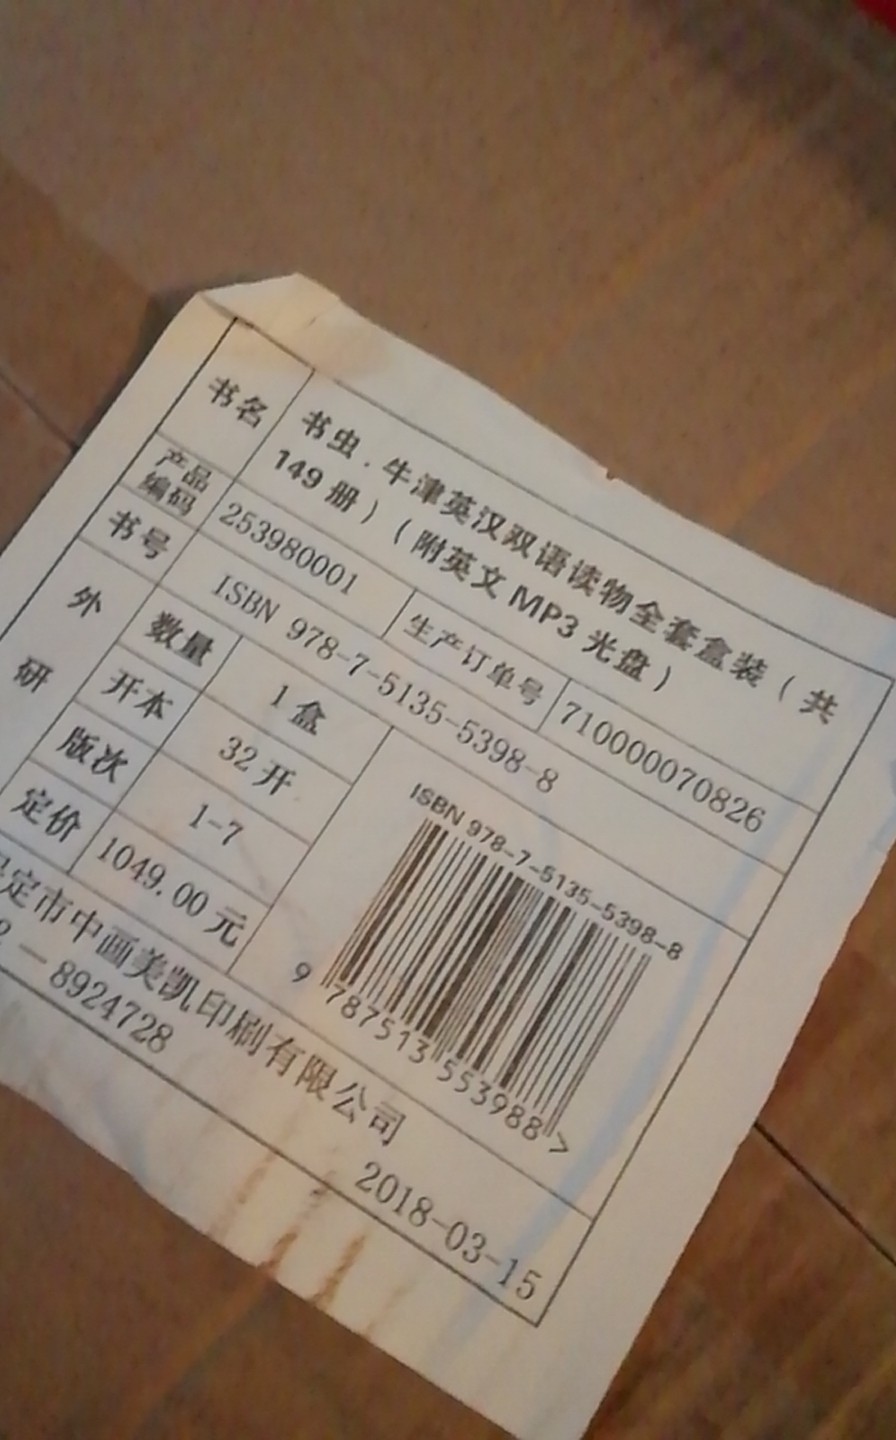 书名 书虫.牛津英汉双语读物全套盒装（共
149册）（附英文MP3光盘）
产品
编码 253980001 生产订单号 71000070826
书号 ISBN 978-7-5135-5398-8
外
研
数量 1盒
开本 32开
版次 1-7
定价 1049.00元
ISBN 978-7-5135-5398-8
9 787513 553988 >
定市中画美凯印刷有限公司
—8924728 2018-03-15